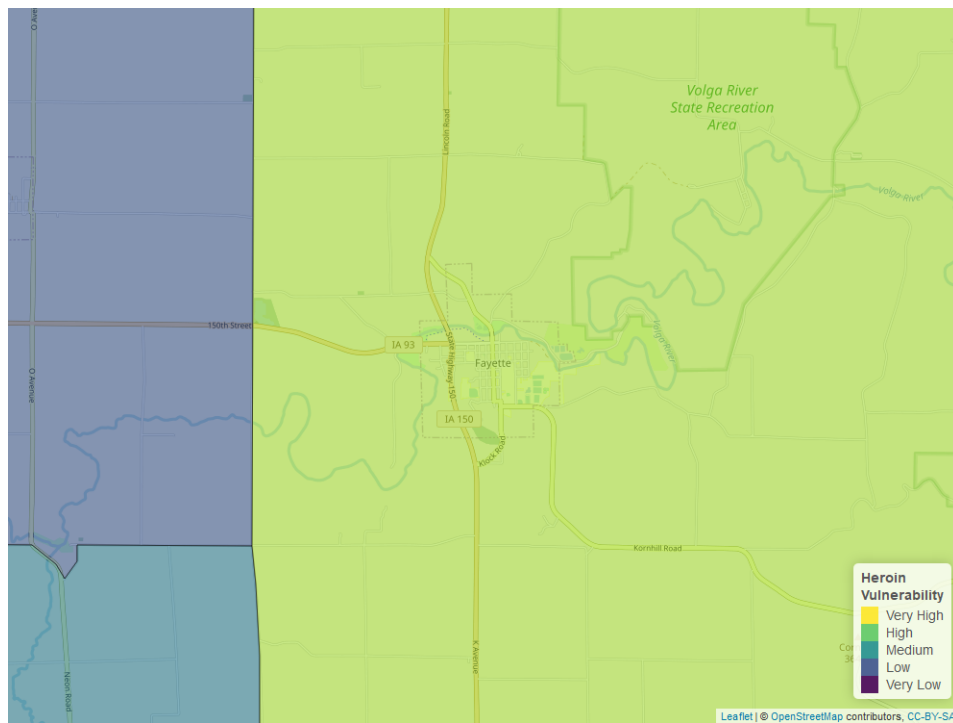 O Avenue
Lincoln Road
Volga River
State Recreation
Area
Volga River
150th Street
IA 93
State Highway 150
Fayette
Volga River
O Avenue
IA 150
Klock Road
Kornhill Road
K Avenue
Neon Road
Heroin
Vulnerability
Very High
High
Medium
Low
Very Low
Leaflet | © OpenStreetMap contributors, CC-BY-SA